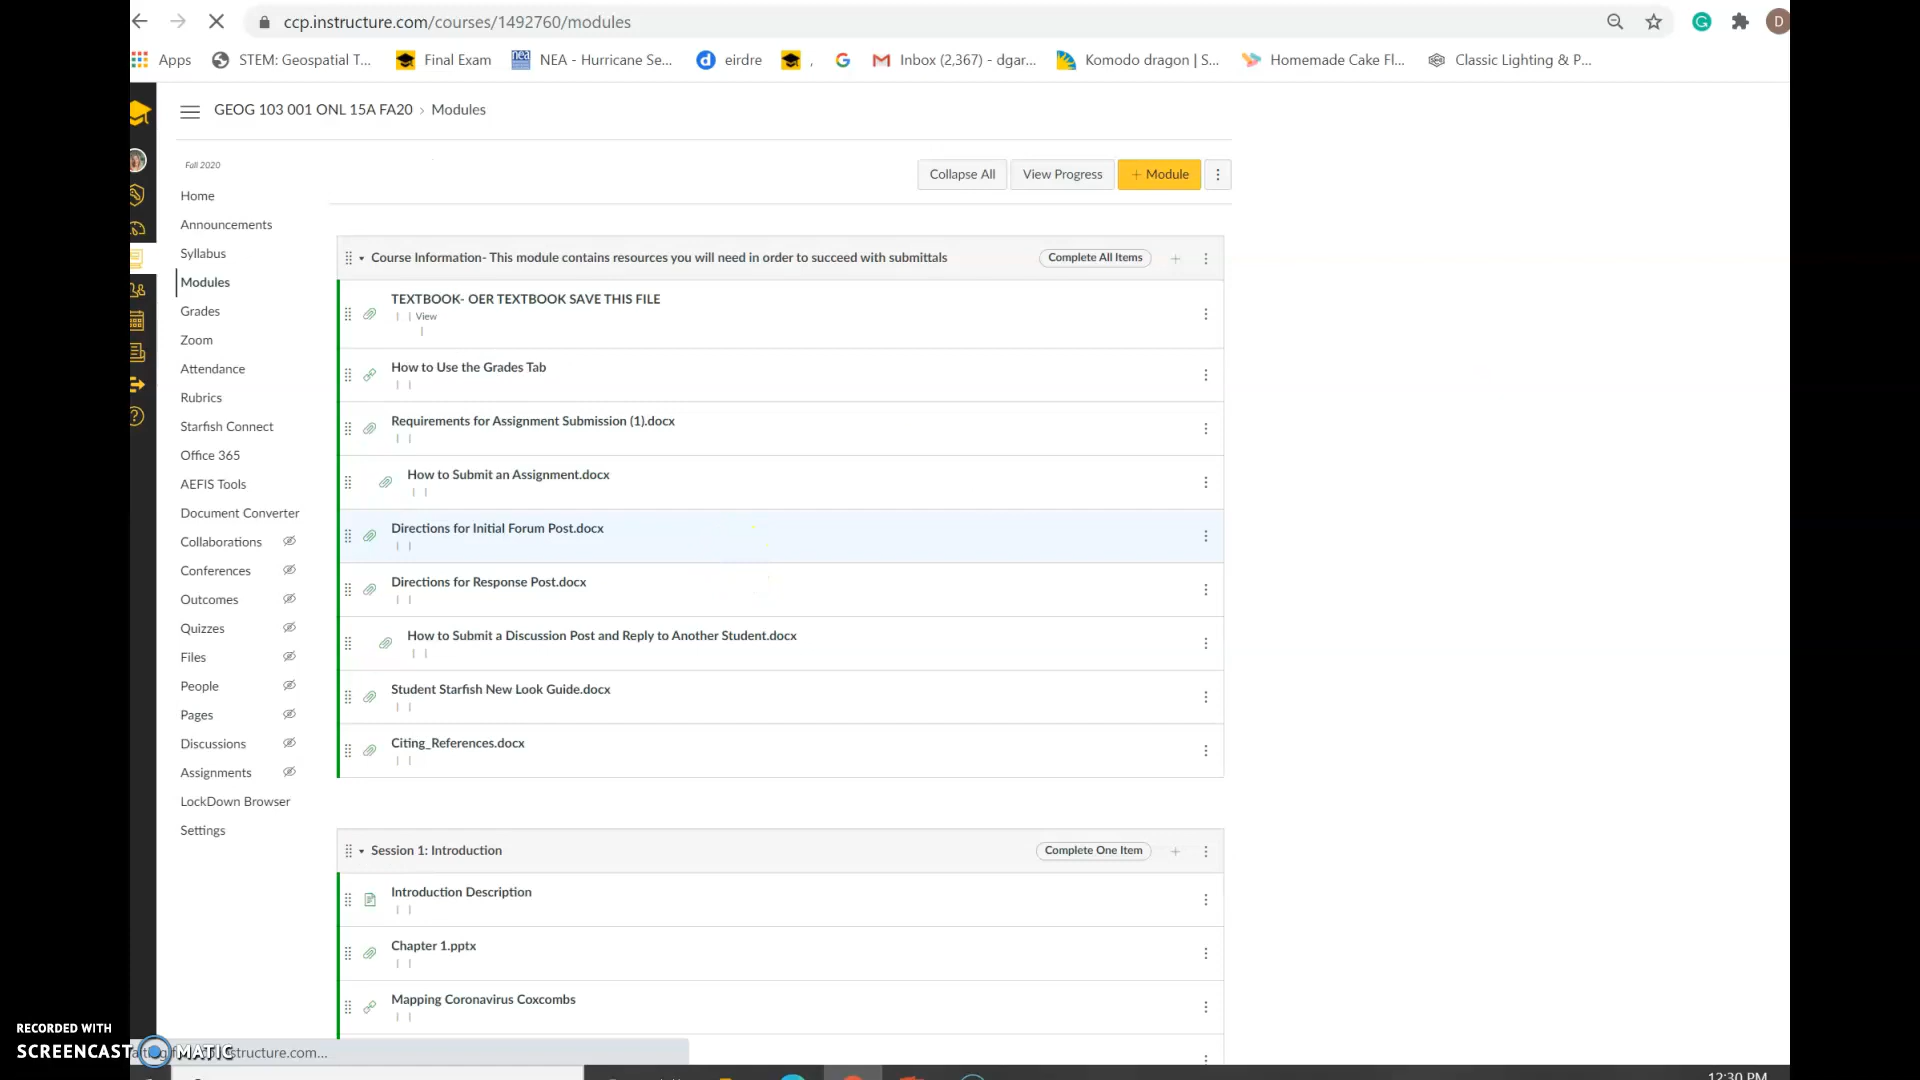 ccp.instructure.com/courses/1492760/modules
D
Apps
STEM: Geospatial T...
Final Exam
NEA - Hurricane Se...
eirdre
,
Inbox (2,367) - dgar...
Komodo dragon | S...
Homemade Cake Fl...
Classic Lighting & P...
GEOG 103 001 ONL 15A FA20 › Modules
Fall 2020
Collapse All
View Progress
+ Module
Home
Announcements
Syllabus
Modules
Grades
Zoom
Attendance
Rubrics
Starfish Connect
Office 365
AEFIS Tools
Document Converter
Collaborations
Conferences
Outcomes
Quizzes
Files
People
Pages
Discussions
Assignments
LockDown Browser
Settings
Course Information- This module contains resources you will need in order to succeed with submittals
Complete All Items
TEXTBOOK- OER TEXTBOOK SAVE THIS FILE
| | View
|
How to Use the Grades Tab
| |
Requirements for Assignment Submission (1).docx
| |
How to Submit an Assignment.docx
| |
Directions for Initial Forum Post.docx
| |
Directions for Response Post.docx
| |
How to Submit a Discussion Post and Reply to Another Student.docx
| |
Student Starfish New Look Guide.docx
| |
Citing_References.docx
| |
Session 1: Introduction
Complete One Item
Introduction Description
| |
Chapter 1.pptx
| |
Mapping Coronavirus Coxcombs
| |
RECORDED WITH
SCREENCAST MATIC
structure.com...
12:30 PM